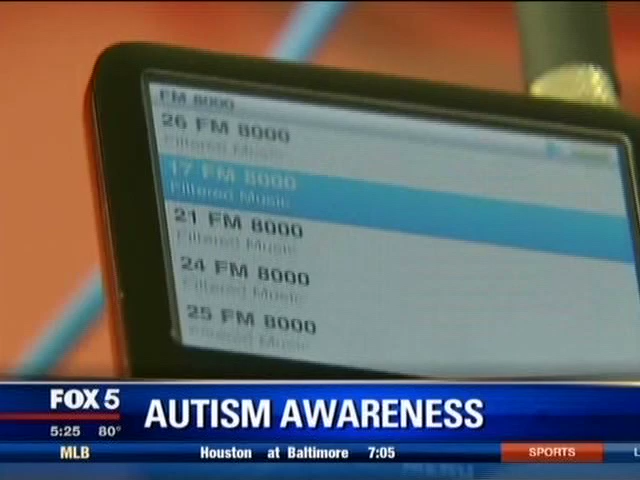 FM 8000
26 FM 8000
Filtered Music
17 FM 8000
Filtered Music
21 FM 8000
Filtered Music
24 FM 8000
Filtered Music
25 FM 8000
Filtered Music
FOX 5
AUTISM AWARENESS
5:25 80°
MLB Houston at Baltimore 7:05 SPORTS